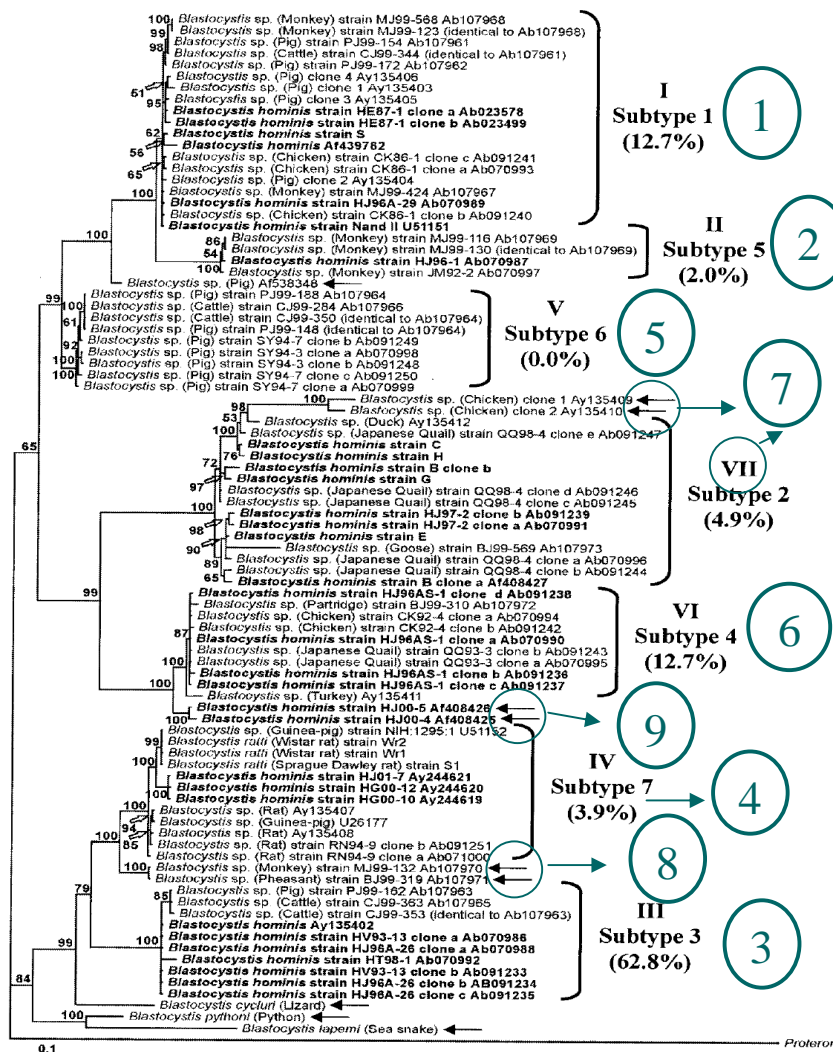 Blastocystis sp. (Monkey) strain MJ99-568 Ab107968
Blastocystis sp. (Monkey) strain MJ99-123 (identical to Ab107968)
Blastocystis sp. (Pig) strain PJ99-154 Ab107961
Blastocystis sp. (Cattle) strain CJ99-344 (identical to Ab107961)
Blastocystis sp. (Pig) strain PJ99-172 Ab107962
Blastocystis sp. (Pig) clone 4 Ay135406
Blastocystis sp. (Pig) clone 1 Ay135403
Blastocystis sp. (Pig) clone 3 Ay135405
Blastocystis hominis strain HE87-1 clone a Ab023578
Blastocystis hominis strain HE87-1 clone b Ab023499
Blastocystis hominis strain S
Blastocystis hominis Af439782
Blastocystis sp. (Chicken) strain CK86-1 clone c Ab091241
Blastocystis sp. (Chicken) strain CK86-1 clone a Ab070993
Blastocystis sp. (Pig) clone 2 Ay135404
Blastocystis sp. (Monkey) strain MJ99-424 Ab107967
Blastocystis hominis strain HJ96A-29 Ab070989
Blastocystis sp. (Chicken) strain CK86-1 clone b Ab091240
Blastocystis hominis strain Nand II U51151
Blastocystis sp. (Monkey) strain MJ99-116 Ab107969
Blastocystis sp. (Monkey) strain MJ99-130 (identical to Ab107969)
Blastocystis hominis strain HJ96-1 Ab070987
Blastocystis sp. (Monkey) strain JM92-2 Ab070997
Blastocystis sp. (Pig) Af538348
Blastocystis sp. (Pig) strain PJ99-188 Ab107964
Blastocystis sp. (Cattle) strain CJ99-284 Ab107966
Blastocystis sp. (Cattle) strain CJ99-350 (identical to Ab107964)
Blastocystis sp. (Pig) strain PJ99-148 (identical to Ab107964)
Blastocystis sp. (Pig) strain SY94-7 clone b Ab091249
Blastocystis sp. (Pig) strain SY94-3 clone a Ab070998
Blastocystis sp. (Pig) strain SY94-3 clone b Ab091248
Blastocystis sp. (Pig) strain SY94-7 clone c Ab091250
Blastocystis sp. (Pig) strain SY94-7 clone a Ab070999
Blastocystis sp. (Chicken) clone 1 Ay135409
Blastocystis sp. (Chicken) clone 2 Ay135410
Blastocystis sp. (Duck) Ay135412
Blastocystis sp. (Japanese Quail) strain QQ98-4 clone e Ab091247
Blastocystis hominis strain C
Blastocystis hominis strain H
Blastocystis hominis strain B clone b
Blastocystis hominis strain G
Blastocystis sp. (Japanese Quail) strain QQ98-4 clone d Ab091246
Blastocystis sp. (Japanese Quail) strain QQ98-4 clone c Ab091245
Blastocystis hominis strain HJ97-2 clone b Ab091239
Blastocystis hominis strain HJ97-2 clone a Ab070991
Blastocystis hominis strain E
Blastocystis sp. (Goose) strain BJ99-569 Ab107973
Blastocystis sp. (Japanese Quail) strain QQ98-4 clone a Ab070996
Blastocystis sp. (Japanese Quail) strain QQ98-4 clone b Ab091244
Blastocystis hominis strain B clone a Af408427
Blastocystis hominis strain HJ96AS-1 clone d Ab091238
Blastocystis sp. (Partridge) strain BJ99-310 Ab107972
Blastocystis sp. (Chicken) strain CK92-4 clone a Ab070994
Blastocystis sp. (Chicken) strain CK92-4 clone b Ab091242
Blastocystis hominis strain HJ96AS-1 clone a Ab070990
Blastocystis sp. (Japanese Quail) strain QQ93-3 clone b Ab091243
Blastocystis sp. (Japanese Quail) strain QQ93-3 clone a Ab070995
Blastocystis hominis strain HJ96AS-1 clone b Ab091236
Blastocystis hominis strain HJ96AS-1 clone c Ab091237
Blastocystis sp. (Turkey) Ay135411
Blastocystis hominis strain HJ00-5 Af408426
Blastocystis hominis strain HJ00-4 Af408425
Blastocystis sp. (Guinea-pig) strain NIH:1295:1 U51152
Blastocystis ratti (Wistar rat) strain Wr2
Blastocystis ratti (Wistar rat) strain Wr1
Blastocystis ratti (Sprague Dawley rat) strain S1
Blastocystis hominis strain HJ01-7 Ay244621
Blastocystis hominis strain HG00-12 Ay244620
Blastocystis hominis strain HG00-10 Ay244619
Blastocystis sp. (Rat) Ay135407
Blastocystis sp. (Guinea-pig) U26177
Blastocystis sp. (Rat) Ay135408
Blastocystis sp. (Rat) strain RN94-9 clone b Ab091251
Blastocystis sp. (Rat) strain RN94-9 clone a Ab071000
Blastocystis sp. (Monkey) strain MJ99-132 Ab107970
Blastocystis sp. (Pheasant) strain BJ99-319 Ab107971
Blastocystis sp. (Pig) strain PJ99-162 Ab107963
Blastocystis sp. (Cattle) strain CJ99-363 Ab107965
Blastocystis sp. (Cattle) strain CJ99-353 (identical to Ab107963)
Blastocystis hominis Ay135402
Blastocystis hominis strain HV93-13 clone a Ab070986
Blastocystis hominis strain HJ96A-26 clone a Ab070988
Blastocystis hominis strain HT98-1 Ab070992
Blastocystis hominis strain HV93-13 clone b Ab091233
Blastocystis hominis strain HJ96A-26 clone b AB091234
Blastocystis hominis strain HJ96A-26 clone c Ab091235
Blastocystis cycluri (Lizard)
Blastocystis pythoni (Python)
Blastocystis lapemi (Sea snake)
Proteromonas
0.1
I
Subtype 1
(12.7%)
1
II
Subtype 5
(2.0%)
2
V
Subtype 6
(0.0%)
5
7
VII
Subtype 2
(4.9%)
VI
Subtype 4
(12.7%)
6
9
IV
Subtype 7
(3.9%)
4
8
III
Subtype 3
(62.8%)
3
100
99
98
51
95
62
56
65
100
100
86
54
100
99
100
61
92
100
100
65
100
98
53
100
76
72
97
98
90
89
65
99
87
100
100
99
100
100
100
94
85
100
79
85
100
99
84
100